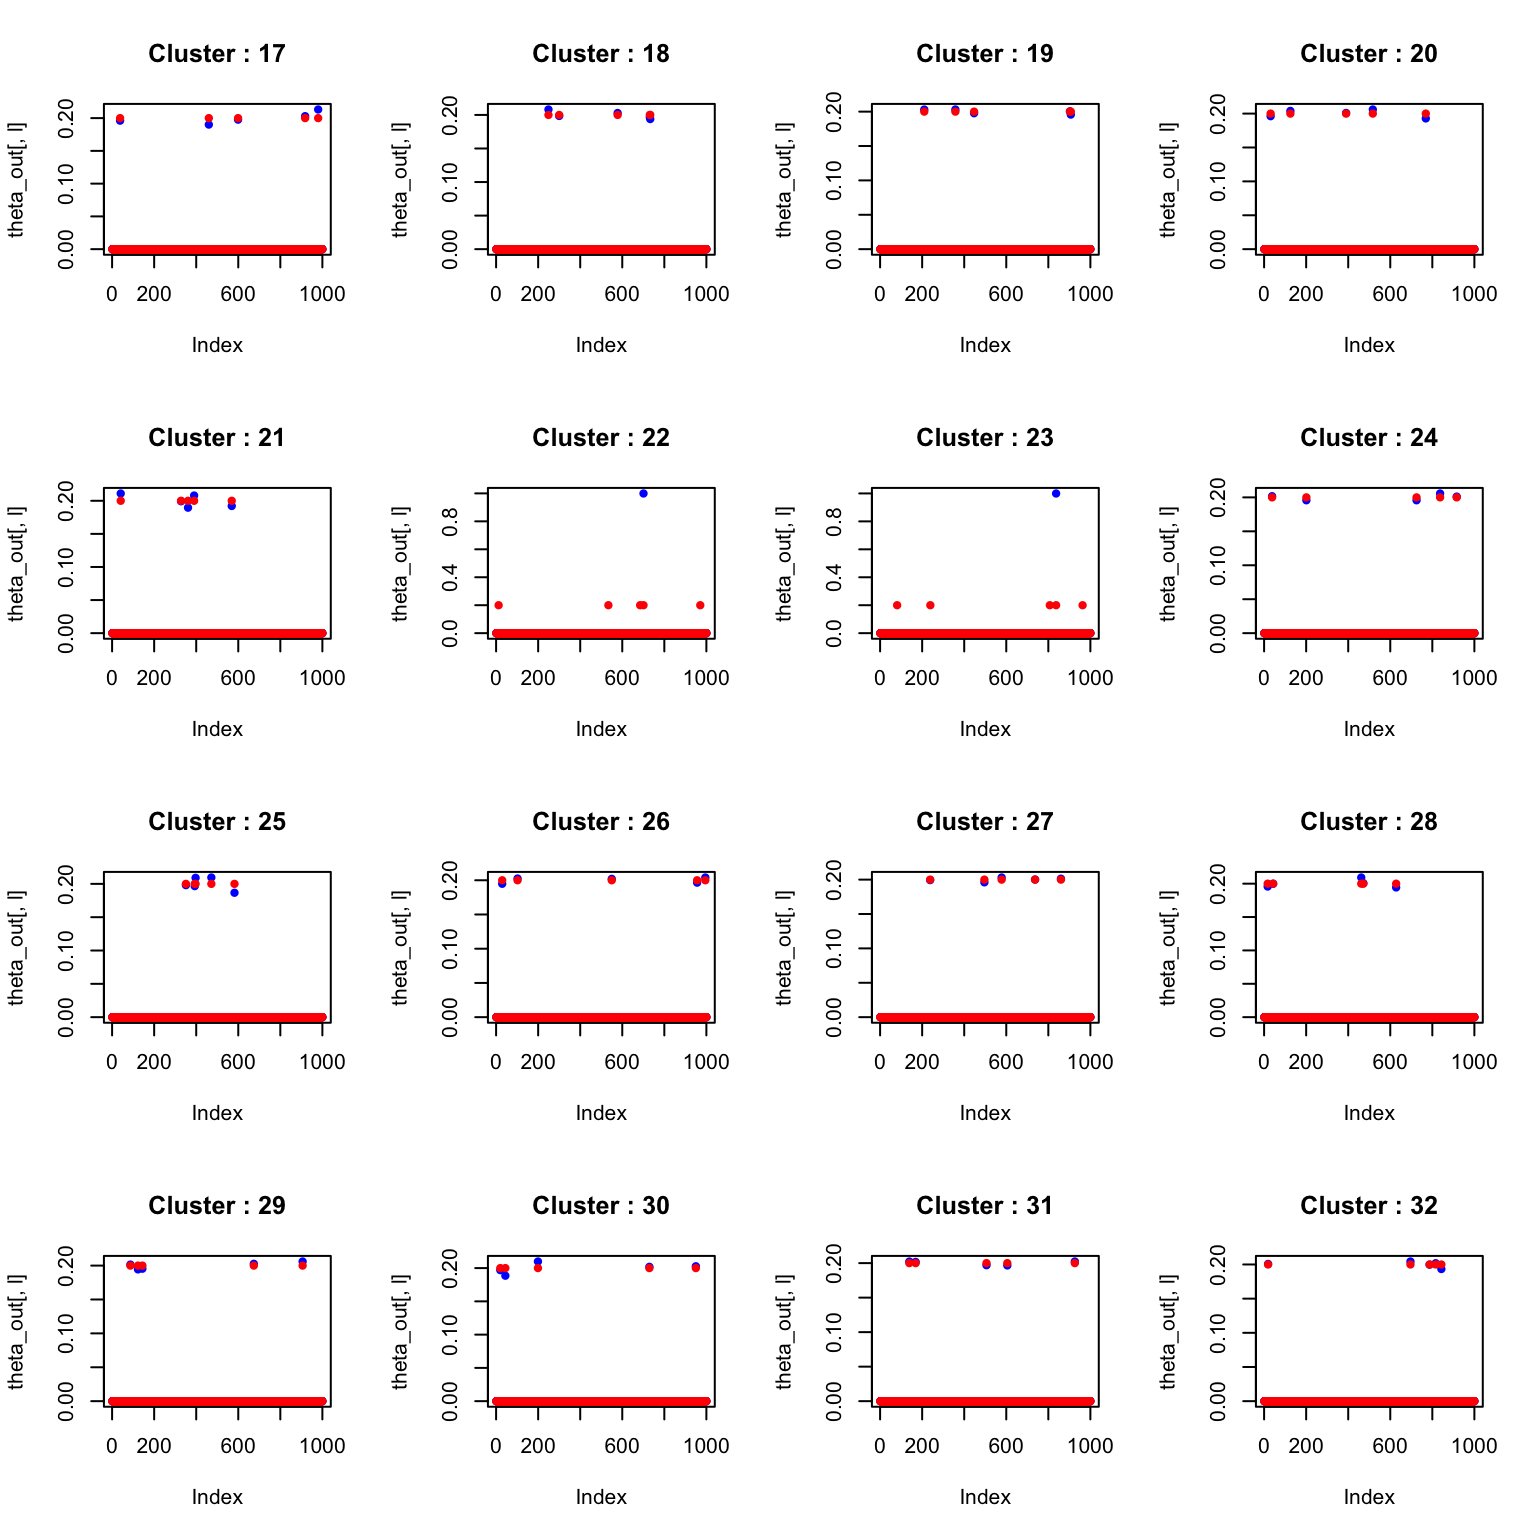 Cluster : 17
theta_out[, l]
0.00 0.10 0.20
0 200 600 1000
Index
Cluster : 18
theta_out[, l]
0.00 0.10 0.20
0 200 600 1000
Index
Cluster : 19
theta_out[, l]
0.00 0.10 0.20
0 200 600 1000
Index
Cluster : 20
theta_out[, l]
0.00 0.10 0.20
0 200 600 1000
Index
Cluster : 21
theta_out[, l]
0.00 0.10 0.20
0 200 600 1000
Index
Cluster : 22
theta_out[, l]
0.0 0.4 0.8
0 200 600 1000
Index
Cluster : 23
theta_out[, l]
0.0 0.4 0.8
0 200 600 1000
Index
Cluster : 24
theta_out[, l]
0.00 0.10 0.20
0 200 600 1000
Index
Cluster : 25
theta_out[, l]
0.00 0.10 0.20
0 200 600 1000
Index
Cluster : 26
theta_out[, l]
0.00 0.10 0.20
0 200 600 1000
Index
Cluster : 27
theta_out[, l]
0.00 0.10 0.20
0 200 600 1000
Index
Cluster : 28
theta_out[, l]
0.00 0.10 0.20
0 200 600 1000
Index
Cluster : 29
theta_out[, l]
0.00 0.10 0.20
0 200 600 1000
Index
Cluster : 30
theta_out[, l]
0.00 0.10 0.20
0 200 600 1000
Index
Cluster : 31
theta_out[, l]
0.00 0.10 0.20
0 200 600 1000
Index
Cluster : 32
theta_out[, l]
0.00 0.10 0.20
0 200 600 1000
Index